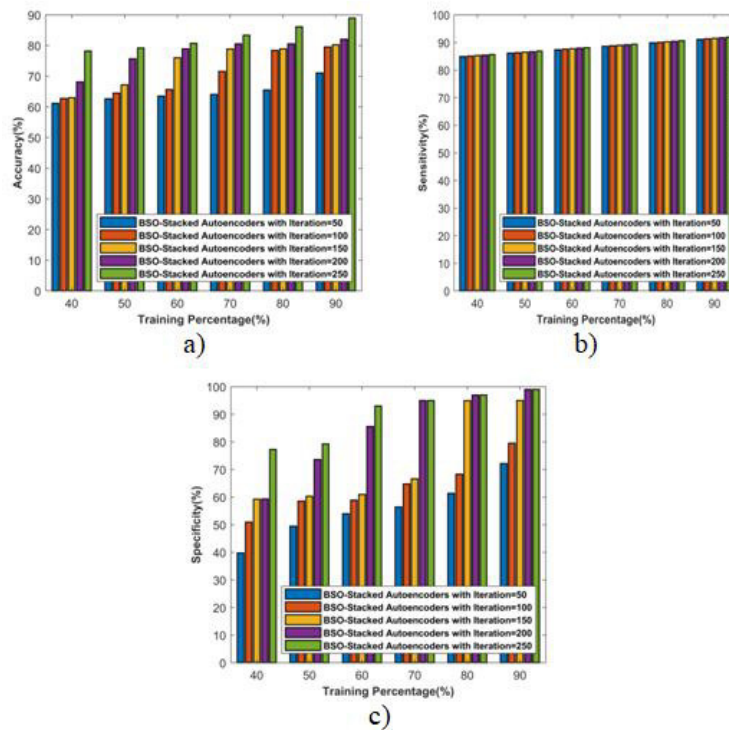 90
80
70
60
50
40
30
20
10
0
Accuracy(%)
BSO-Stacked Autoencoders with Iteration=50
BSO-Stacked Autoencoders with Iteration=100
BSO-Stacked Autoencoders with Iteration=150
BSO-Stacked Autoencoders with Iteration=200
BSO-Stacked Autoencoders with Iteration=250
40 50 60 70 80 90
Training Percentage(%)
a)
100
90
80
70
60
50
40
30
20
10
0
Sensitivity(%)
BSO-Stacked Autoencoders with Iteration=50
BSO-Stacked Autoencoders with Iteration=100
BSO-Stacked Autoencoders with Iteration=150
BSO-Stacked Autoencoders with Iteration=200
BSO-Stacked Autoencoders with Iteration=250
40 50 60 70 80 90
Training Percentage(%)
b)
100
90
80
70
60
50
40
30
20
10
0
Specificity(%)
BSO-Stacked Autoencoders with Iteration=50
BSO-Stacked Autoencoders with Iteration=100
BSO-Stacked Autoencoders with Iteration=150
BSO-Stacked Autoencoders with Iteration=200
BSO-Stacked Autoencoders with Iteration=250
40 50 60 70 80 90
Training Percentage(%)
c)